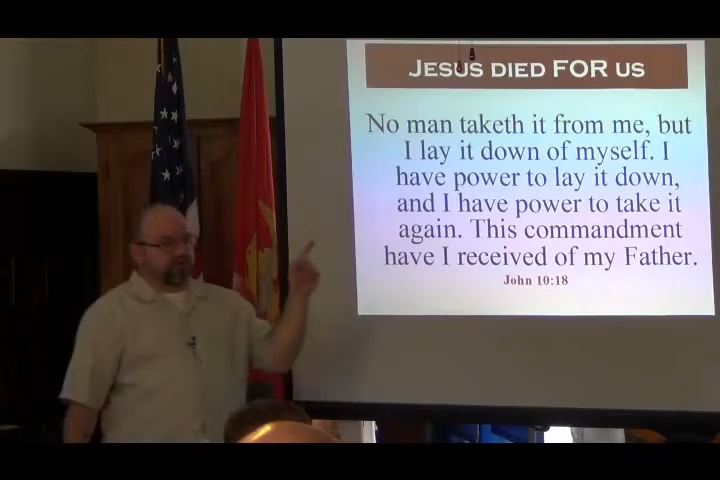 JESUS DIED FOR US
No man taketh it from me, but
I lay it down of myself. I
have power to lay it down,
and I have power to take it
again. This commandment
have I received of my Father.
John 10:18